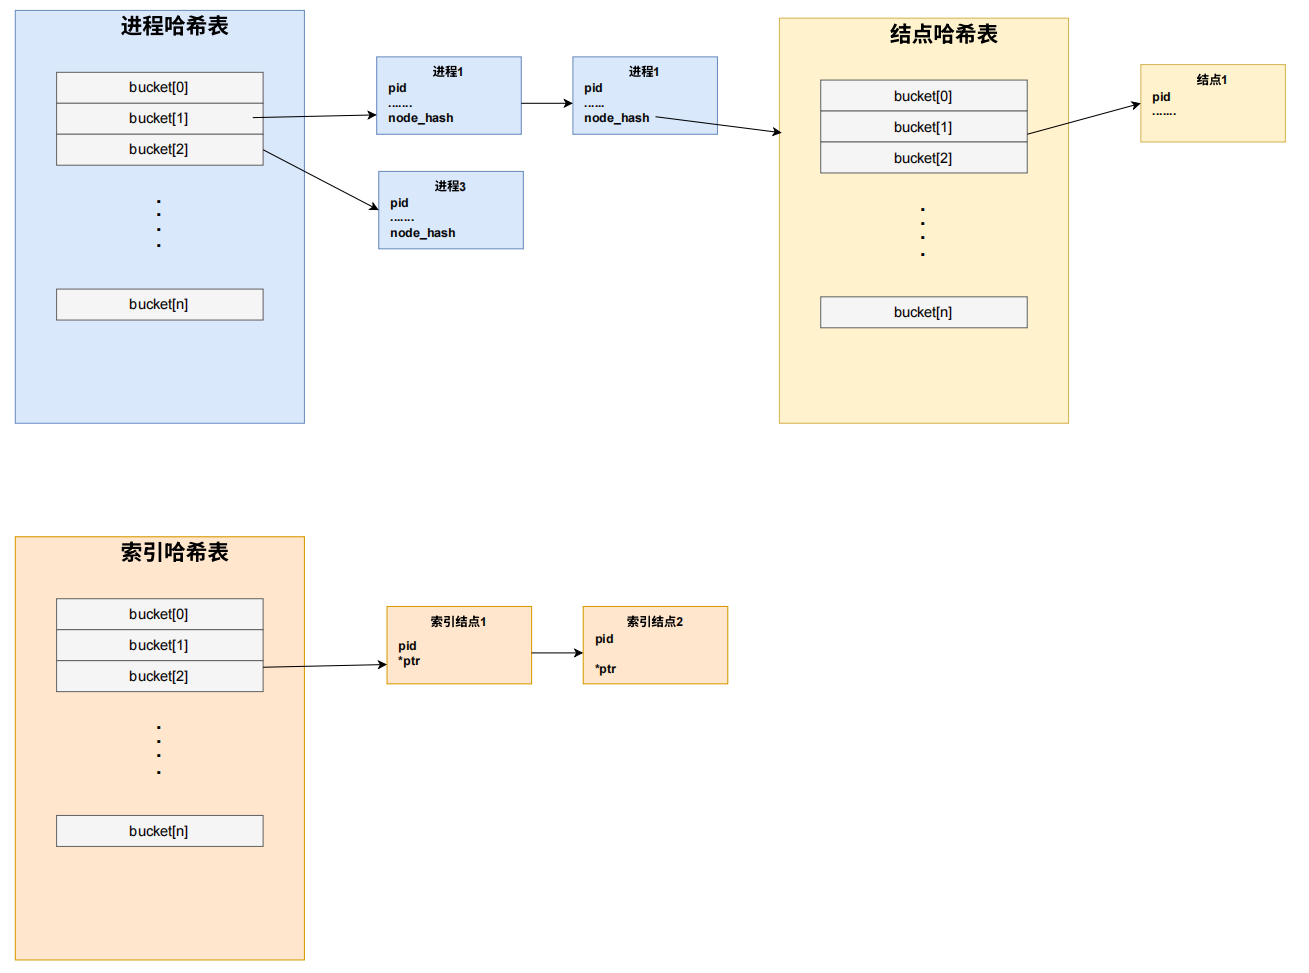 进程哈希表
bucket[0]
bucket[1]
bucket[2]
bucket[n]
进程1
pid
.......
node_hash
进程1
pid
......
node_hash
进程3
pid
.......
node_hash
结点哈希表
bucket[0]
bucket[1]
bucket[2]
bucket[n]
结点1
pid
.......
索引哈希表
bucket[0]
bucket[1]
bucket[2]
bucket[n]
索引结点1
pid
*ptr
索引结点2
pid
*ptr